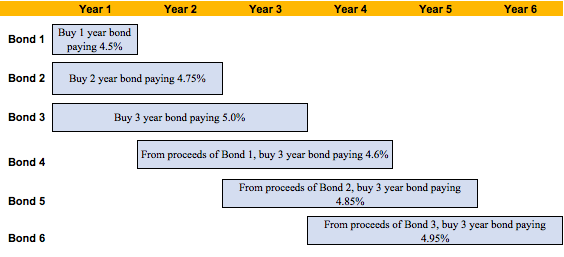 Year 1 Year 2 Year 3 Year 4 Year 5 Year 6
Bond 1
Buy 1 year bond
paying 4.5%
Bond 2
Buy 2 year bond paying 4.75%
Bond 3
Buy 3 year bond paying 5.0%
Bond 4
From proceeds of Bond 1, buy 3 year bond paying 4.6%
Bond 5
From proceeds of Bond 2, buy 3 year bond paying
4.85%
Bond 6
From proceeds of Bond 3, buy 3 year bond paying
4.95%